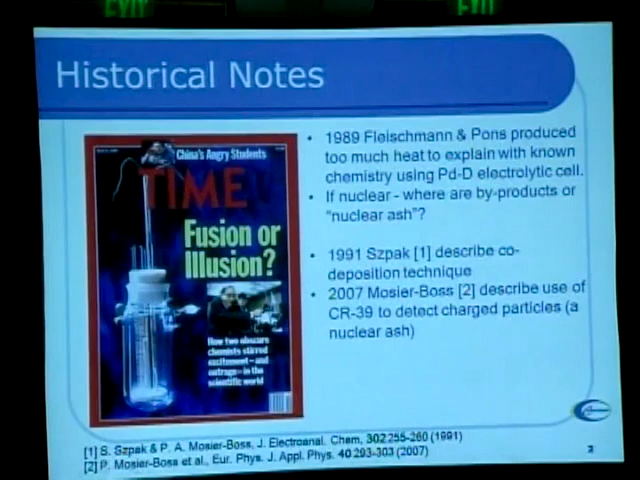 EXIT
EXIT
Historical Notes
China's Angry Students
TIME
Fusion or
Illusion?
How two obscure
chemists stirred
excitement—and
outrage—in the
scientific world
• 1989 Fleischmann & Pons produced
too much heat to explain with known
chemistry using Pd-D electrolytic cell.
• If nuclear - where are by-products or
"nuclear ash"?
• 1991 Szpak [1] describe co-
deposition technique
• 2007 Mosier-Boss [2] describe use of
CR-39 to detect charged particles (a
nuclear ash)
[1] S. Szpak & P. A. Mosier-Boss, J. Electroanal. Chem, 302 255-260 (1991)
[2] P. Mosier-Boss et al., Eur. Phys. J. Appl. Phys. 40 293-303 (2007)
2